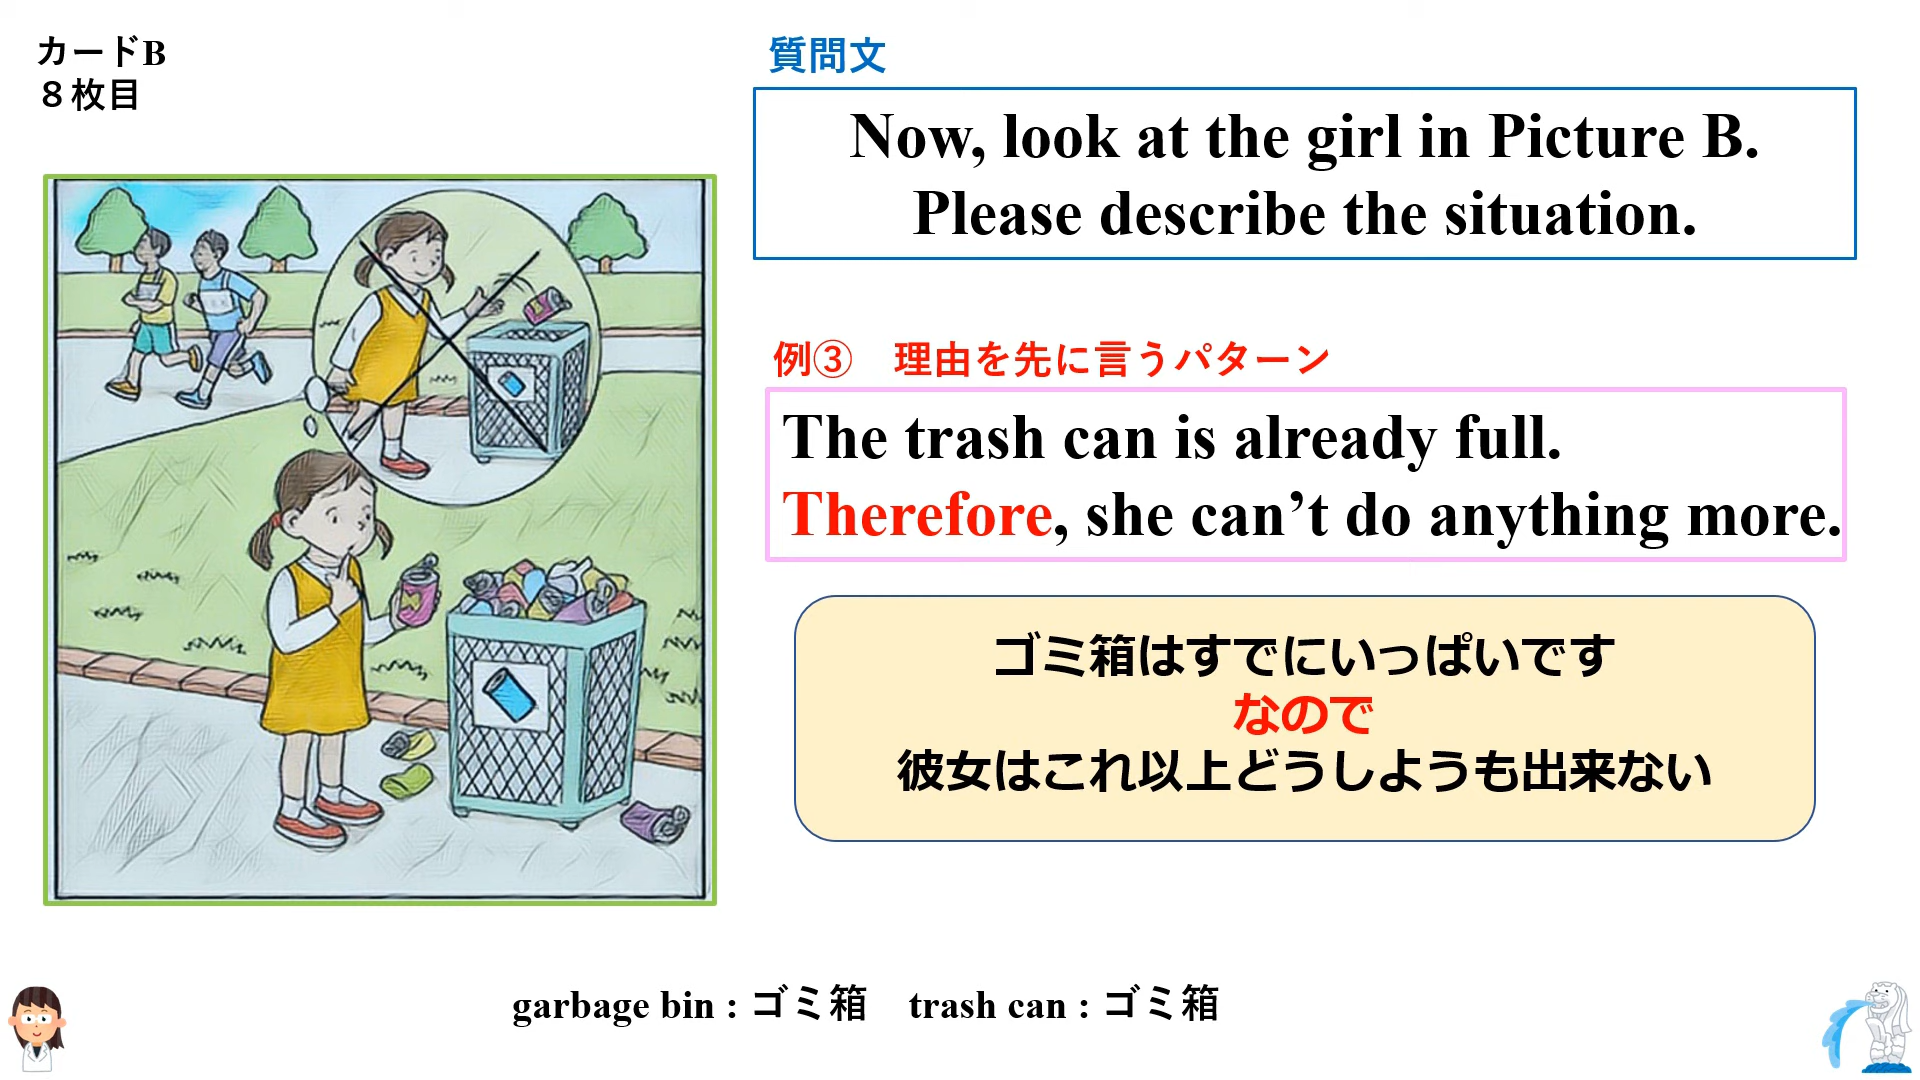 カードB
８枚目
質問文
Now, look at the girl in Picture B.
Please describe the situation.
例③　理由を先に言うパターン
The trash can is already full.
Therefore, she can’t do anything more.
ゴミ箱はすでにいっぱいです
なので
彼女はこれ以上どうしようも出来ない
garbage bin : ゴミ箱　trash can : ゴミ箱